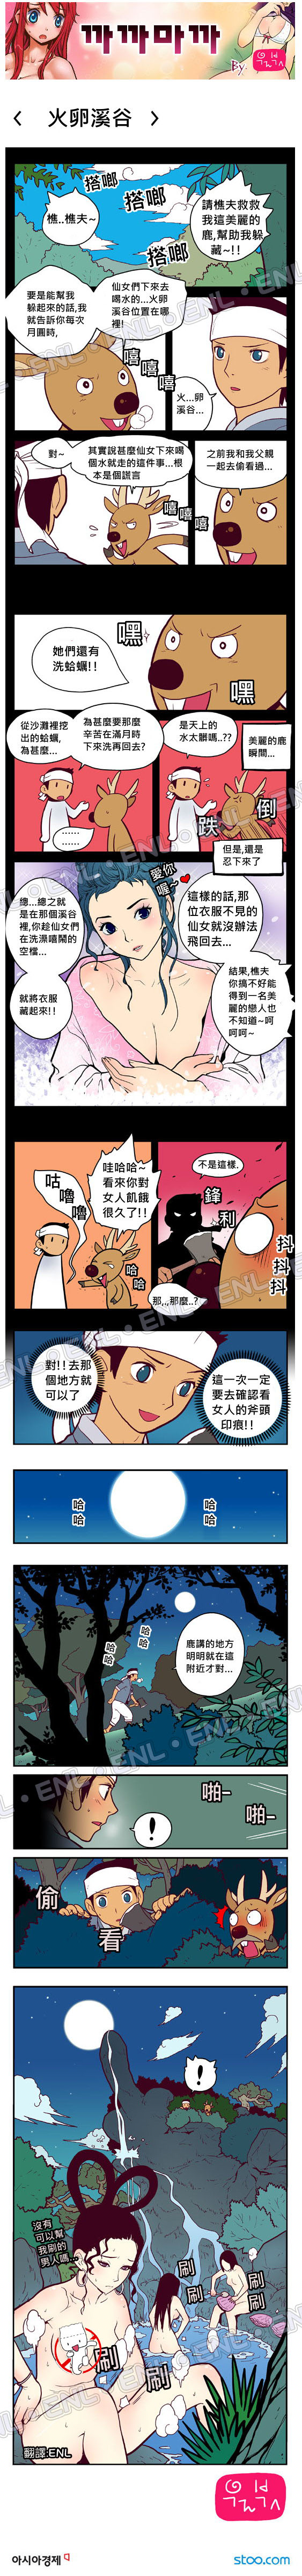 까까마까
By.
< 火卵溪谷 >
搭啷
搭啷
搭啷
樵..樵夫~
請樵夫救救
我這美麗的
鹿,幫助我躲
藏~!!
要是能幫我
躲起來的話,我
就告訴你每次
月圓時,
仙女們下來去
喝水的...火卵
溪谷位置在哪
裡!
嘻
嘻
嘻
火...卵
溪谷...
對~
其實說甚麼仙女下來喝
個水就走的這件事...根
本是個謊言
嘻
嘻
嘻
之前我和我父親
一起去偷看過...
她們還有
洗蛤蠣!!
嘿
嘿
從沙灘裡挖
出的蛤蠣,
為甚麼...
為甚麼要那麼
辛苦在滿月時
下來洗再回去?
......
......
是天上的
水太髒嗎..??
美麗的鹿
瞬間...
跌
倒
但是,還是
忍下來了
總...總之就
是在那個溪谷
裡,你趁仙女們
在洗澡嘻鬧的
空檔...
愛你
喔~
這樣的話,那
位衣服不見的
仙女就沒辦法
飛回去...
就將衣服
藏起來!!
結果,樵夫
你搞不好能
得到一名美
麗的戀人也
不知道~呵
呵呵~
咕
嚕
嚕
哇哈哈~
看來你對
女人飢餓
很久了!!
哈
哈
不是這樣.
鋒
利
那,.,那麼..?
抖
抖
抖
對!!去那
個地方就
可以了
這一次一定
要去確認看
女人的斧頭
印痕!!
哈
哈
哈
哈
哈
哈
哈
哈
鹿講的地方
明明就在這
附近才對...
!
啪-
啪-
偷
看
!
沒有
可以幫
我刷的
男人嗎~
刷
刷
刷
刷
刷
刷
翻譯:ENL
아시아경제
stoo.com
ENL • ENL • ENL